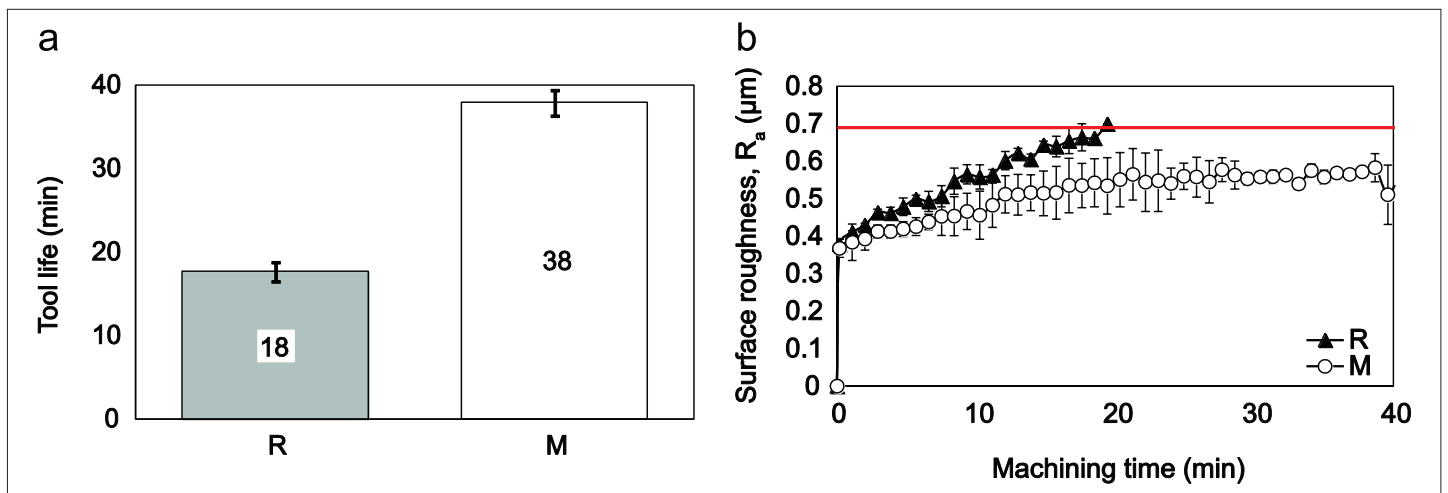 a
Tool life (min)
40
30
20
10
0
18
38
R
M
b
Surface roughness, Ra (μm)
0.8
0.7
0.6
0.5
0.4
0.3
0.2
0.1
0
R
M
0
10
20
30
40
Machining time (min)